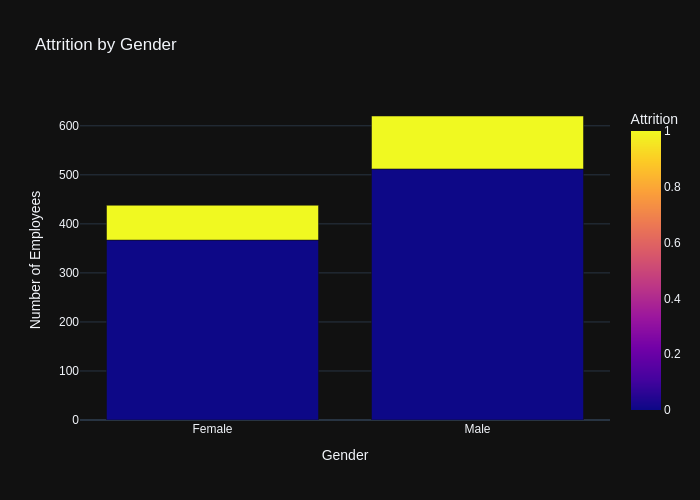 Attrition by Gender
Attrition
600
500
400
300
200
100
0
Number of Employees
Female
Male
Gender
1
0.8
0.6
0.4
0.2
0